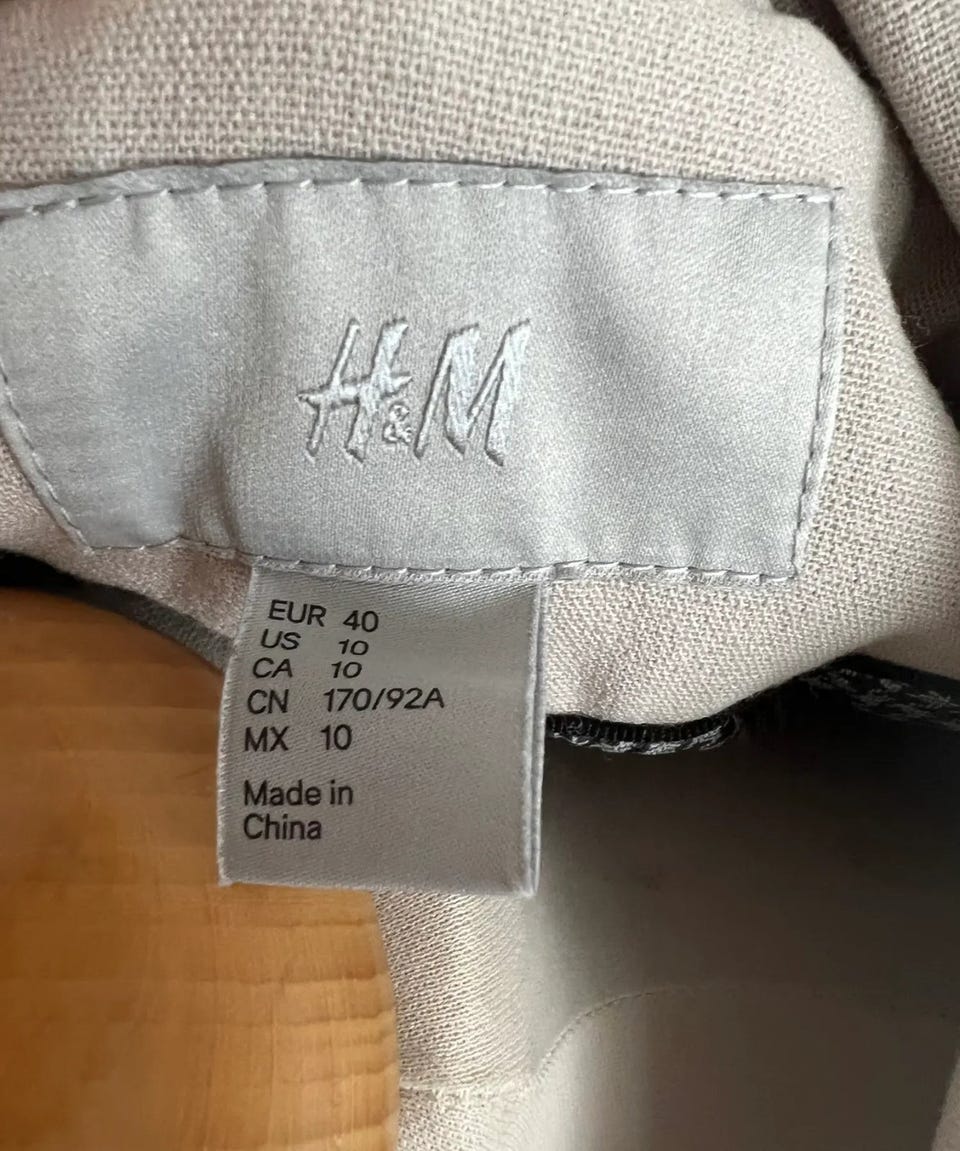 H&M
EUR 40
US 10
CA 10
CN 170/92A
MX 10
Made in
China